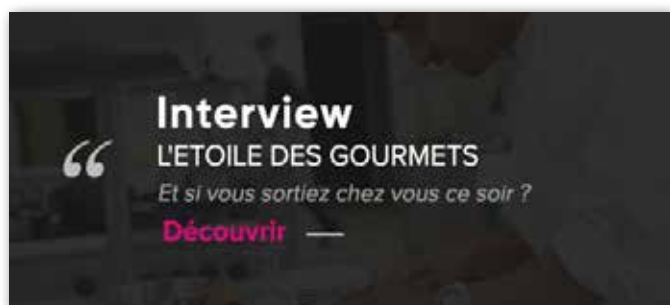 “
Interview
L'ETOILE DES GOURMETS
Et si vous sortiez chez vous ce soir ?
Découvrir —